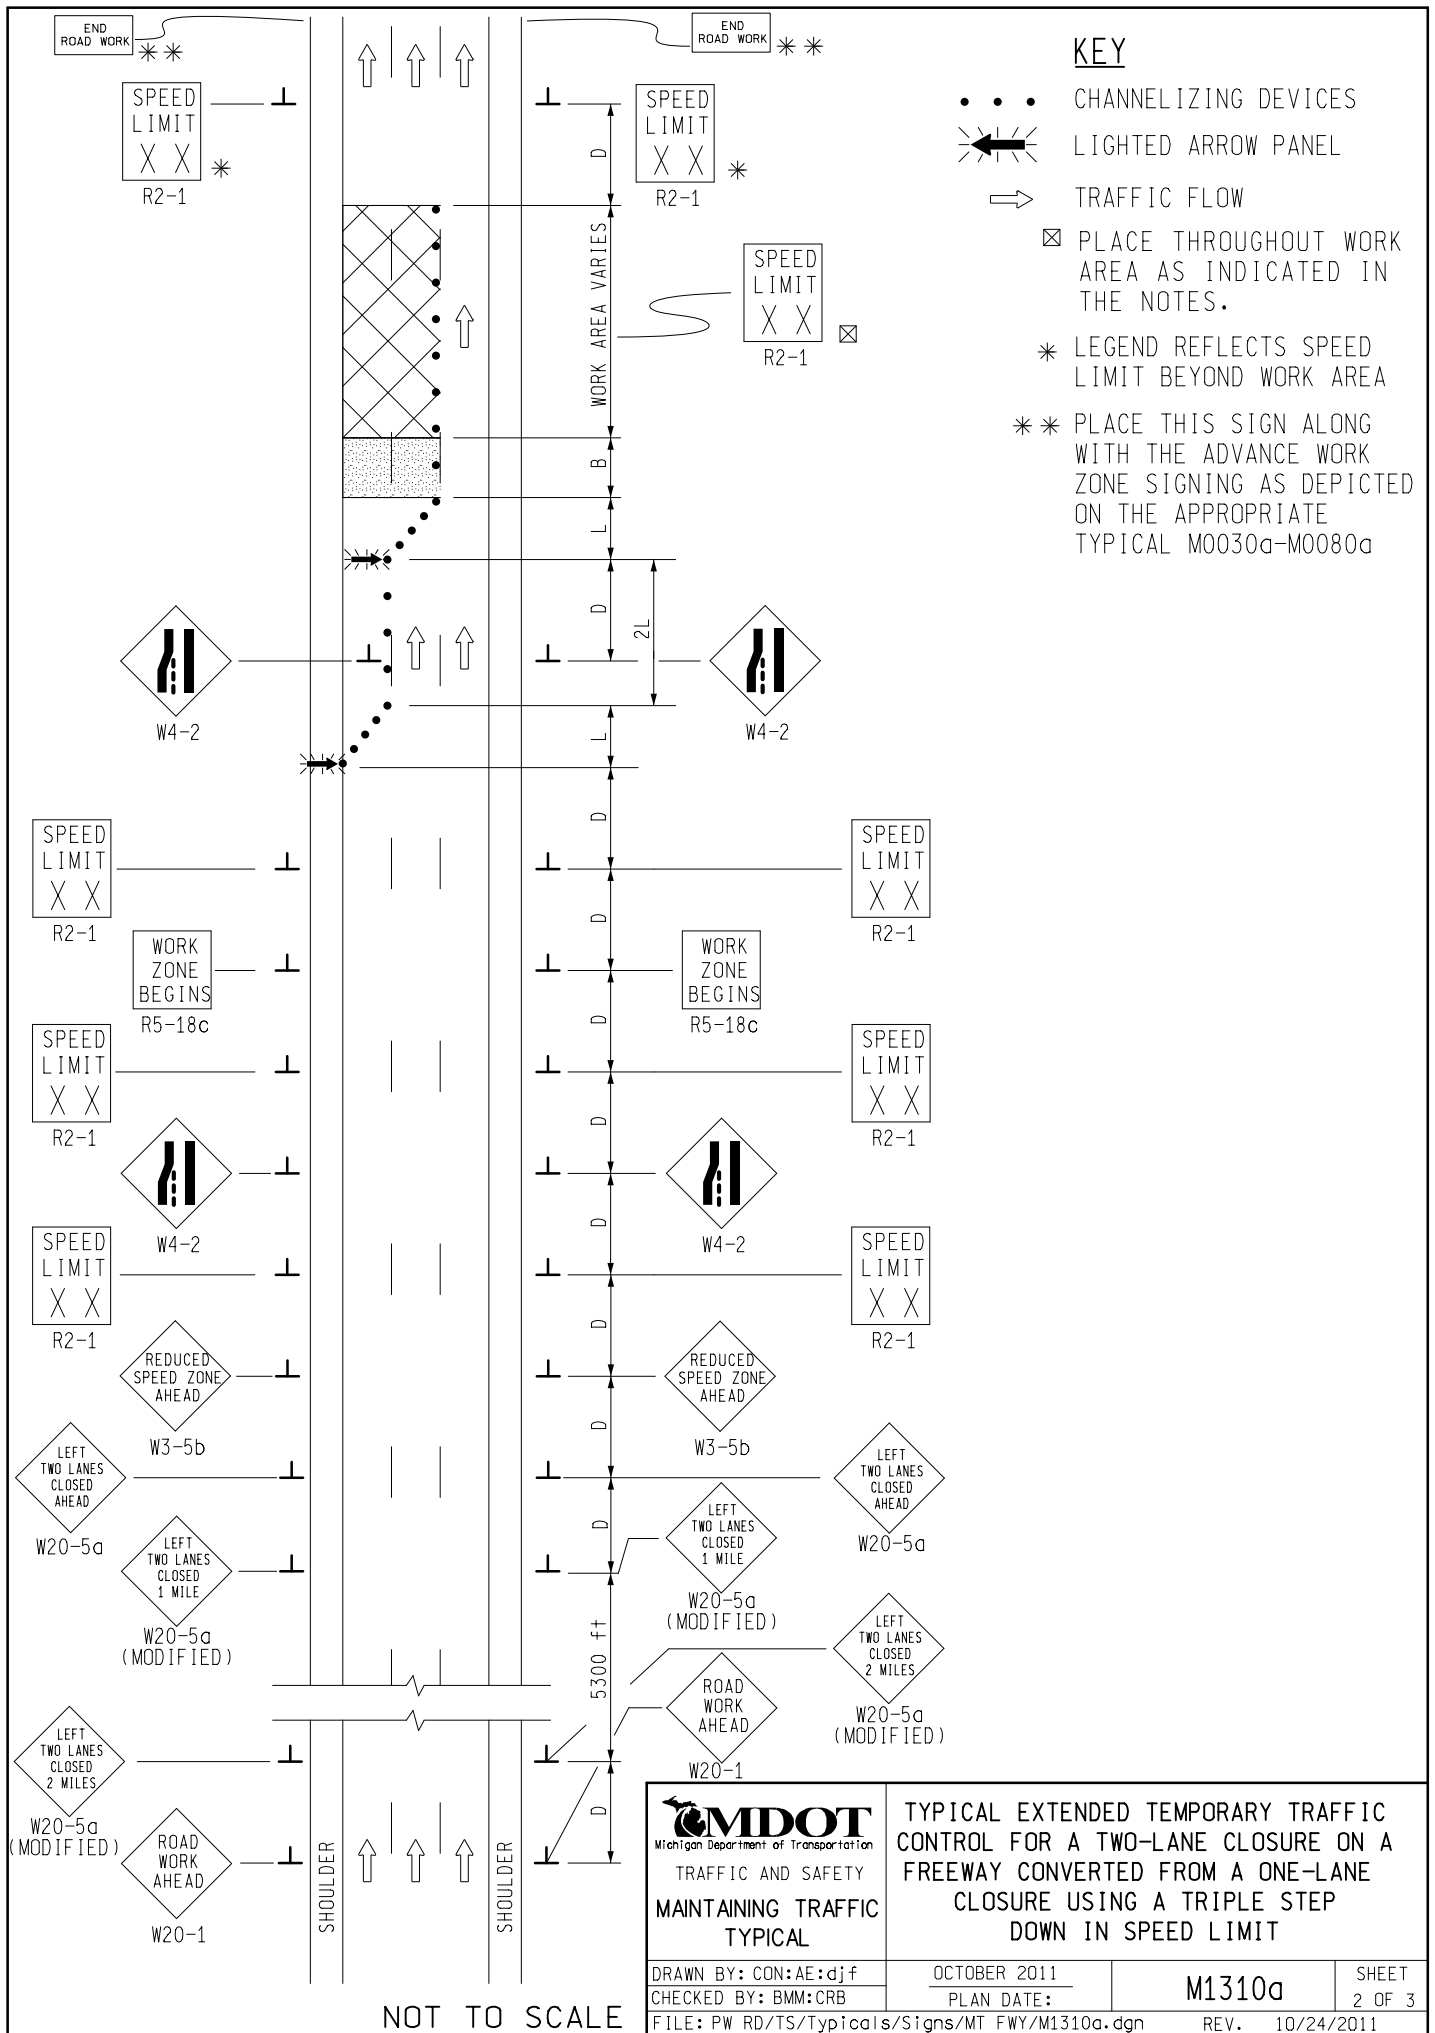 END
ROAD WORK
END
ROAD WORK
KEY
CHANNELIZING DEVICES
LIGHTED ARROW PANEL
TRAFFIC FLOW
PLACE THROUGHOUT WORK
AREA AS INDICATED IN
THE NOTES.
* LEGEND REFLECTS SPEED
LIMIT BEYOND WORK AREA
** PLACE THIS SIGN ALONG
WITH THE ADVANCE WORK
ZONE SIGNING AS DEPICTED
ON THE APPROPRIATE
TYPICAL M0030a-M0080a
**
**
SPEED
LIMIT
X X
*
R2-1
SPEED
LIMIT
X X
*
R2-1
D
WORK AREA VARIES
SPEED
LIMIT
X X
R2-1
B
L
D
2L
W4-2
W4-2
L
D
SPEED
LIMIT
X X
R2-1
SPEED
LIMIT
X X
R2-1
D
WORK
ZONE
BEGINS
R5-18c
WORK
ZONE
BEGINS
R5-18c
D
SPEED
LIMIT
X X
R2-1
SPEED
LIMIT
X X
R2-1
D
W4-2
W4-2
D
SPEED
LIMIT
X X
R2-1
SPEED
LIMIT
X X
R2-1
D
REDUCED
SPEED ZONE
AHEAD
W3-5b
REDUCED
SPEED ZONE
AHEAD
W3-5b
D
LEFT
TWO LANES
CLOSED
AHEAD
W20-5a
LEFT
TWO LANES
CLOSED
AHEAD
W20-5a
D
LEFT
TWO LANES
CLOSED
1 MILE
W20-5a
(MODIFIED)
LEFT
TWO LANES
CLOSED
1 MILE
W20-5a
(MODIFIED)
5300 ft
LEFT
TWO LANES
CLOSED
2 MILES
W20-5a
(MODIFIED)
ROAD
WORK
AHEAD
W20-1
LEFT
TWO LANES
CLOSED
2 MILES
W20-5a
(MODIFIED)
D
ROAD
WORK
AHEAD
W20-1
SHOULDER
SHOULDER
NOT TO SCALE
MDOT
Michigan Department of Transportation
TRAFFIC AND SAFETY
MAINTAINING TRAFFIC
TYPICAL
TYPICAL EXTENDED TEMPORARY TRAFFIC
CONTROL FOR A TWO-LANE CLOSURE ON A
FREEWAY CONVERTED FROM A ONE-LANE
CLOSURE USING A TRIPLE STEP
DOWN IN SPEED LIMIT
DRAWN BY: CON:AE:djf
CHECKED BY: BMM:CRB
OCTOBER 2011
PLAN DATE:
M1310a
SHEET
2 OF 3
FILE: PW RD/TS/Typicals/Signs/MT FWY/M1310a.dgn
REV. 10/24/2011